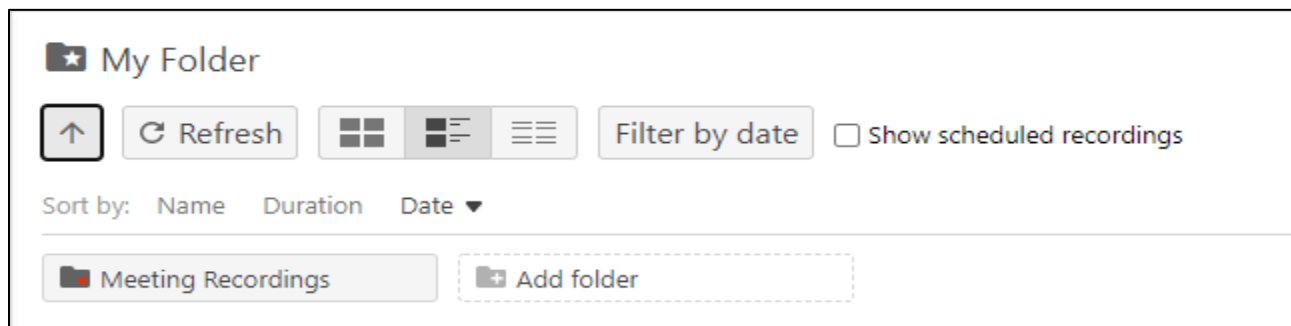 My Folder
Refresh Filter by date Show scheduled recordings
Sort by: Name Duration Date
Meeting Recordings Add folder